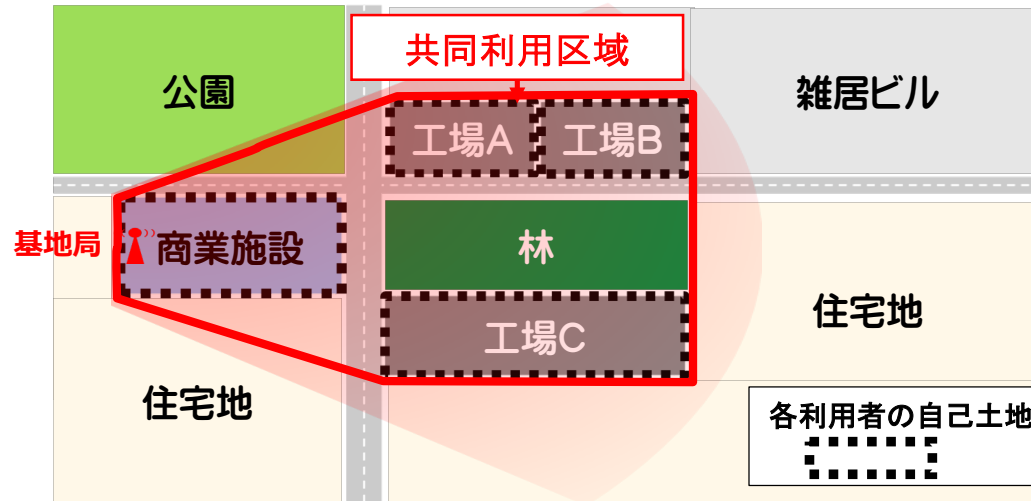 共同利用区域
公園
雑居ビル
工場A
工場B
基地局
商業施設
林
工場C
住宅地
住宅地
各利用者の自己土地